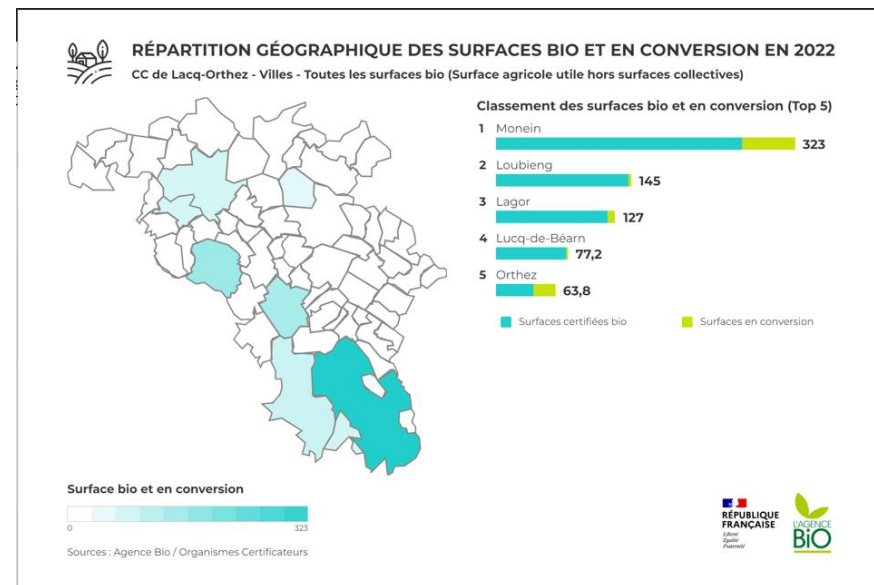 RÉPARTITION GÉOGRAPHIQUE DES SURFACES BIO ET EN CONVERSION EN 2022
CC de Lacq-Orthez - Villes - Toutes les surfaces bio (Surface agricole utile hors surfaces collectives)
Classement des surfaces bio et en conversion (Top 5)
1 Monein
323
2 Loubieng
145
3 Lagor
127
4 Lucq-de-Béarn
77,2
5 Orthez
63,8
Surfaces certifiées bio
Surfaces en conversion
Surface bio et en conversion
0 323
Sources : Agence Bio / Organismes Certificateurs
RÉPUBLIQUE
FRANÇAISE
Liberté
Égalité
Fraternité
L'AGENCE
BiO